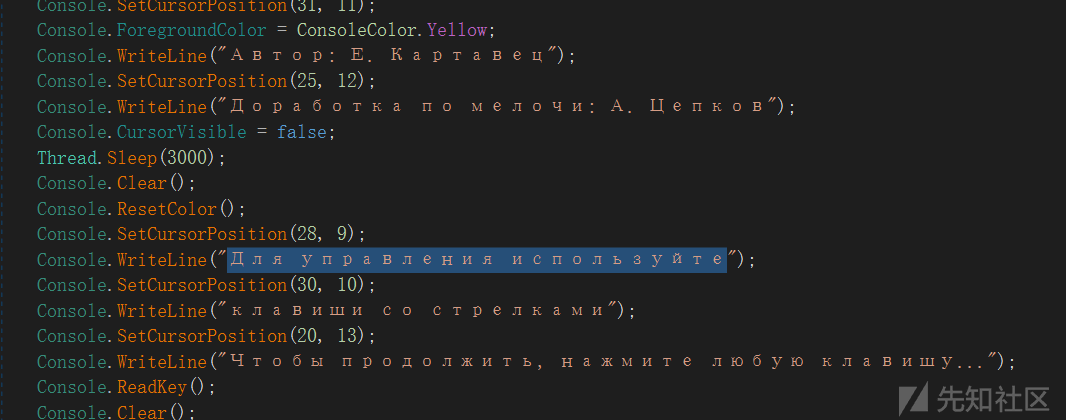 Console.SetCursorPosition(31, 11);
Console.ForegroundColor = ConsoleColor.Yellow;
Console.WriteLine("Автор: Е. Картавец");
Console.SetCursorPosition(25, 12);
Console.WriteLine("Доработка по мелочи: А. Цепков");
Console.CursorVisible = false;
Thread.Sleep(3000);
Console.Clear();
Console.ResetColor();
Console.SetCursorPosition(28, 9);
Console.WriteLine("Для управления используйте");
Console.SetCursorPosition(30, 10);
Console.WriteLine("клавиши со стрелками");
Console.SetCursorPosition(20, 13);
Console.WriteLine("Чтобы продолжить, нажмите любую клавишу...");
Console.ReadKey();
Console.Clear();
先知社区